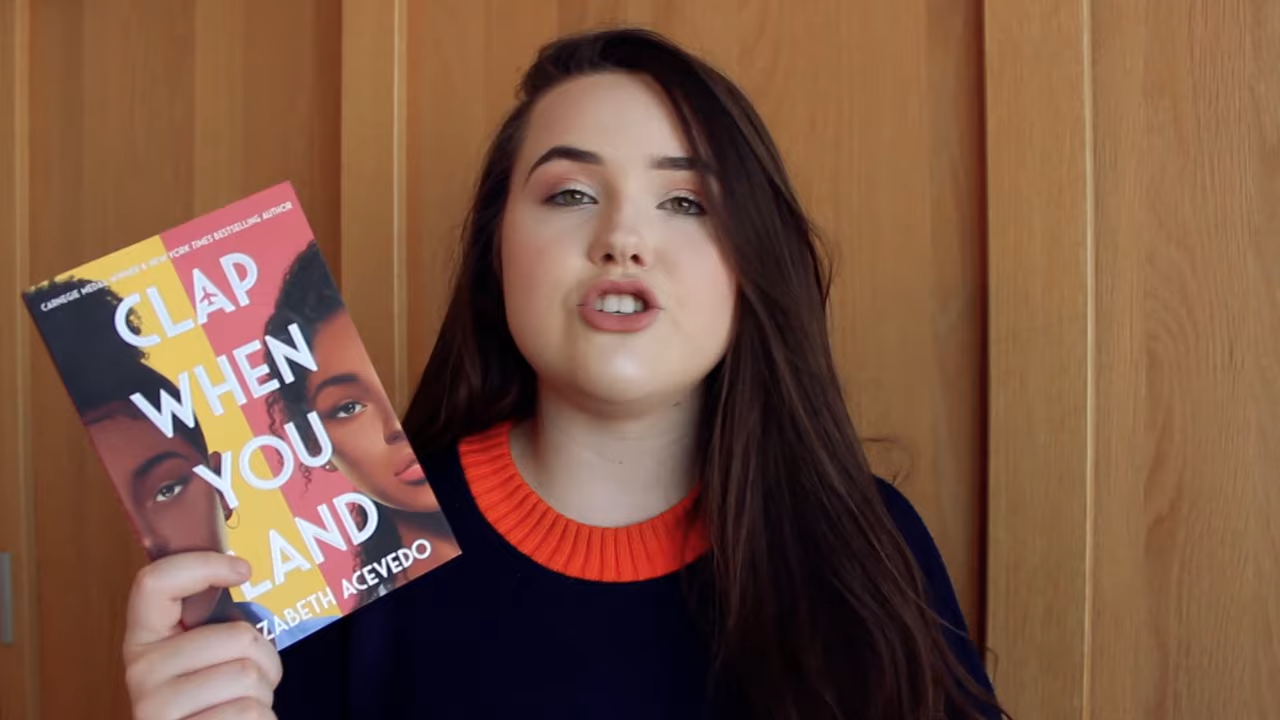 CARNEGIE MEDAL WINNER & NEW YORK TIMES BESTSELLING AUTHOR
CLAP
WHEN
YOU
LAND
ZABETH ACEVEDO